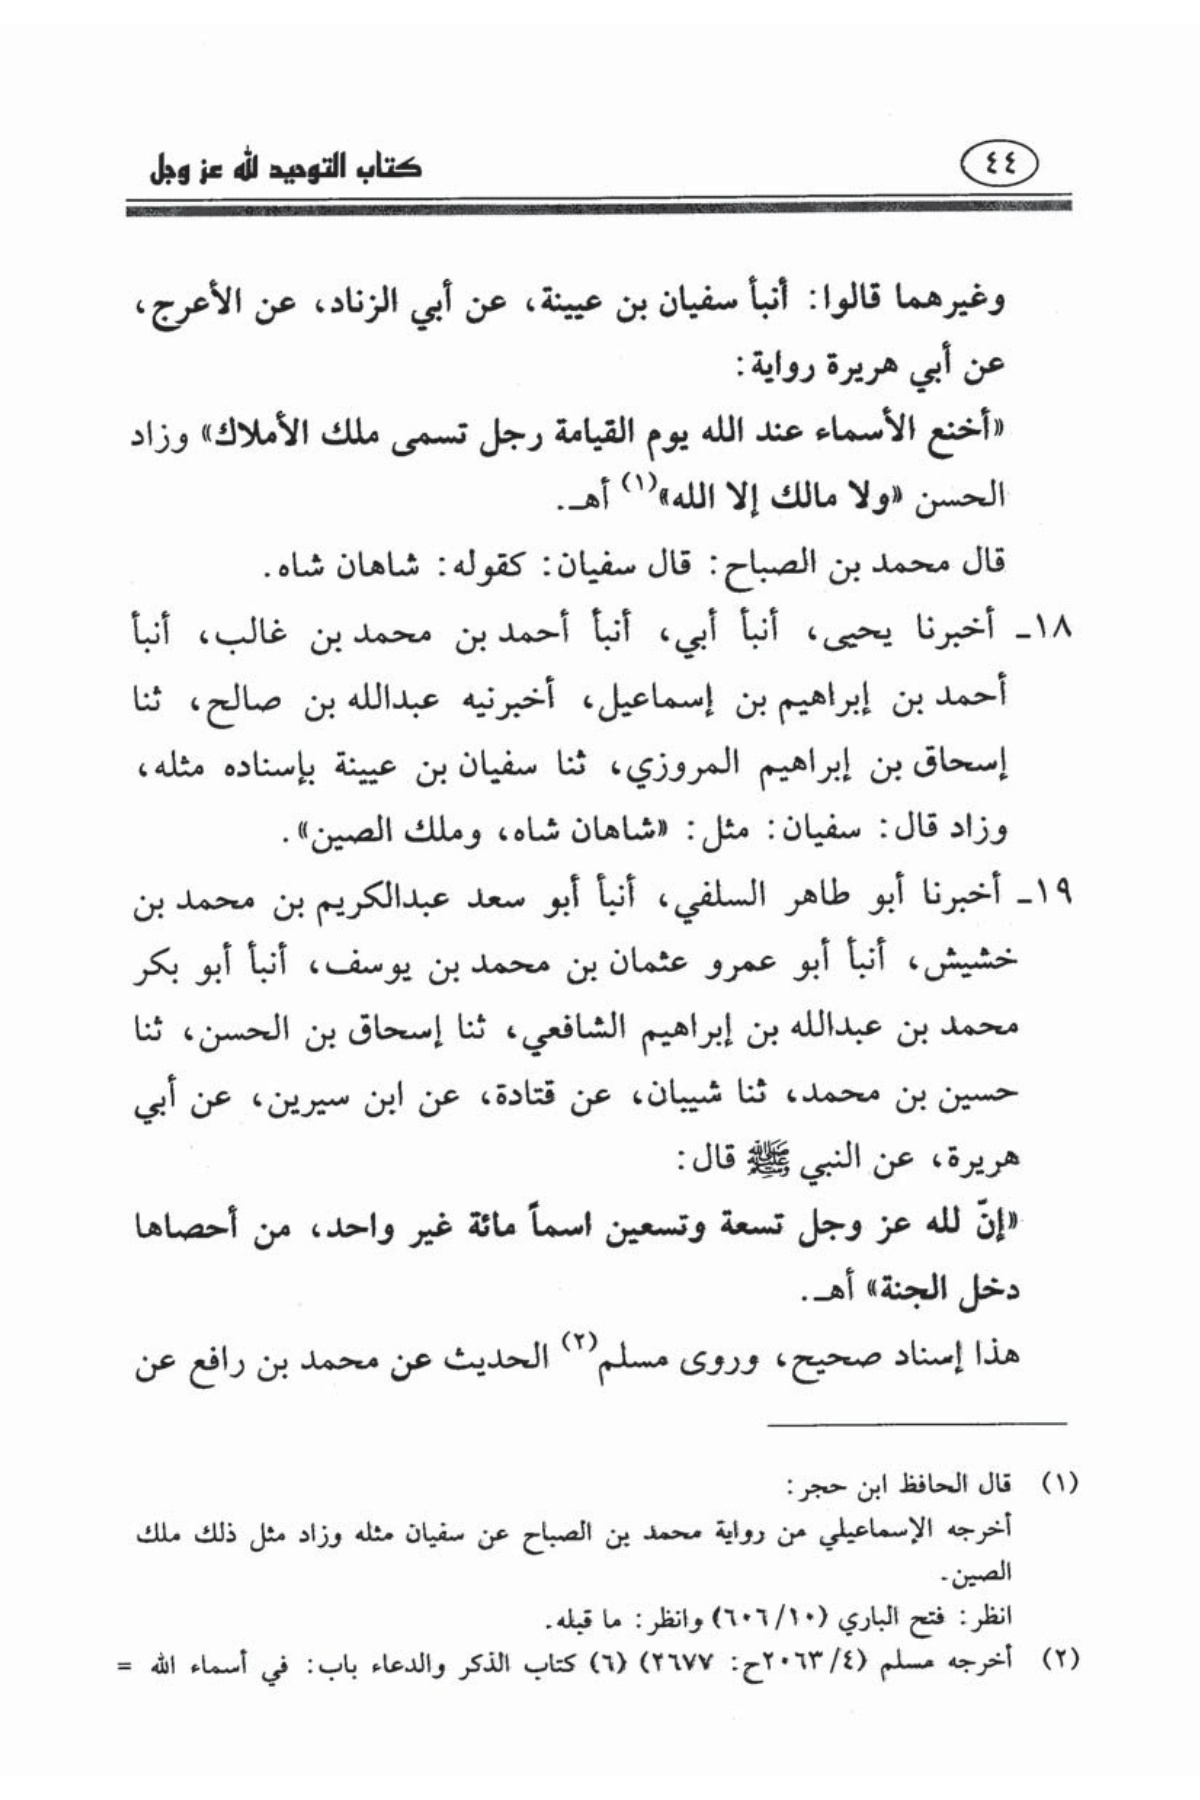 ٤٤
كتاب التوحيد لله عز وجل
وغيرهما قالوا: أنبأ سفيان بن عيينة، عن أبي الزناد، عن الأعرج،
عن أبي هريرة رواية:
«أخنع الأسماء عند الله يوم القيامة رجل تسمى ملك الأملاك» وزاد
الحسن «ولا مالك إلا الله»(١) أهـ.
قال محمد بن الصباح: قال سفيان: كقوله: شاهان شاه.
١٨ـ أخبرنا يحيى، أنبأ أبي، أنبأ أحمد بن محمد بن غالب، أنبأ
أحمد بن إبراهيم بن إسماعيل، أخبرنيه عبدالله بن صالح، ثنا
إسحاق بن إبراهيم المروزي، ثنا سفيان بن عيينة بإسناده مثله،
وزاد قال: سفيان: مثل: «شاهان شاه، وملك الصين».
١٩ـ أخبرنا أبو طاهر السلفي، أنبأ أبو سعد عبدالكريم بن محمد بن
خشيش، أنبأ أبو عمرو عثمان بن محمد بن يوسف، أنبأ أبو بكر
محمد بن عبدالله بن إبراهيم الشافعي، ثنا إسحاق بن الحسن، ثنا
حسين بن محمد، ثنا شيبان، عن قتادة، عن ابن سيرين، عن أبي
هريرة، عن النبي ﷺ قال:
«إنّ لله عز وجل تسعة وتسعين اسماً مائة غير واحد، من أحصاها
دخل الجنة» أهـ.
هذا إسناد صحيح، وروى مسلم(٢) الحديث عن محمد بن رافع عن
(١) قال الحافظ ابن حجر:
أخرجه الإسماعيلي من رواية محمد بن الصباح عن سفيان مثله وزاد مثل ذلك ملك
الصين.
انظر: فتح الباري (٦٠٦/١٠) وانظر: ما قبله.
(٢) أخرجه مسلم (٢٠٦٣/٤ح: ٢٦٧٧) (٦) كتاب الذكر والدعاء باب: في أسماء الله =